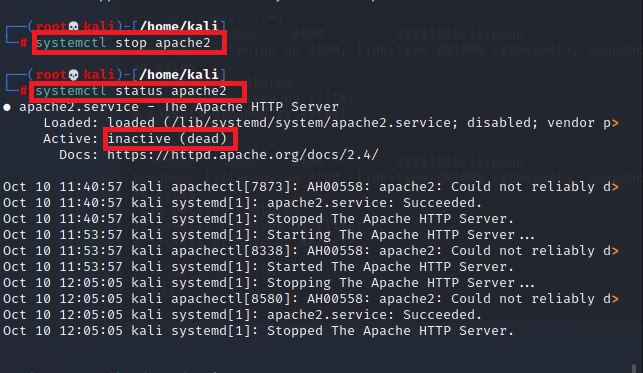 (root💀kali)-[/home/kali]
# systemctl stop apache2
(root💀kali)-[/home/kali]
# systemctl status apache2
● apache2.service - The Apache HTTP Server
Loaded: loaded (/lib/systemd/system/apache2.service; disabled; vendor p>
Active: inactive (dead)
Docs: https://httpd.apache.org/docs/2.4/
Oct 10 11:40:57 kali apachectl[7873]: AH00558: apache2: Could not reliably d>
Oct 10 11:40:57 kali systemd[1]: apache2.service: Succeeded.
Oct 10 11:40:57 kali systemd[1]: Stopped The Apache HTTP Server.
Oct 10 11:53:57 kali systemd[1]: Starting The Apache HTTP Server...
Oct 10 11:53:57 kali apachectl[8338]: AH00558: apache2: Could not reliably d>
Oct 10 11:53:57 kali systemd[1]: Started The Apache HTTP Server.
Oct 10 12:05:05 kali systemd[1]: Stopping The Apache HTTP Server...
Oct 10 12:05:05 kali apachectl[8580]: AH00558: apache2: Could not reliably d>
Oct 10 12:05:05 kali systemd[1]: apache2.service: Succeeded.
Oct 10 12:05:05 kali systemd[1]: Stopped The Apache HTTP Server.